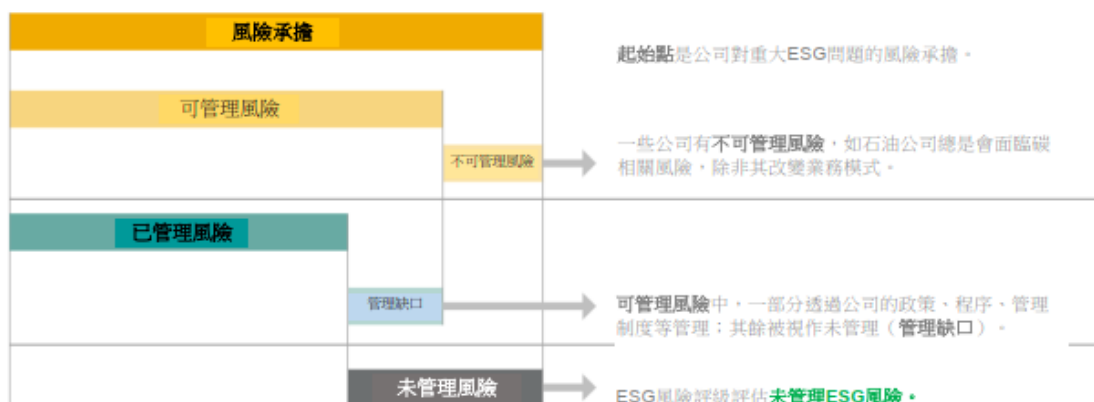 風險承擔
起始點是公司對重大ESG問題的風險承擔。
可管理風險
不可管理風險
一些公司有不可管理風險，如石油公司總是會面臨碳
相關風險，除非其改變業務模式。
已管理風險
管理缺口
可管理風險中，一部分透過公司的政策、程序、管理
制度等管理；其餘被視作未管理（管理缺口）。
未管理風險
ESG風險評級評估未管理ESG風險。